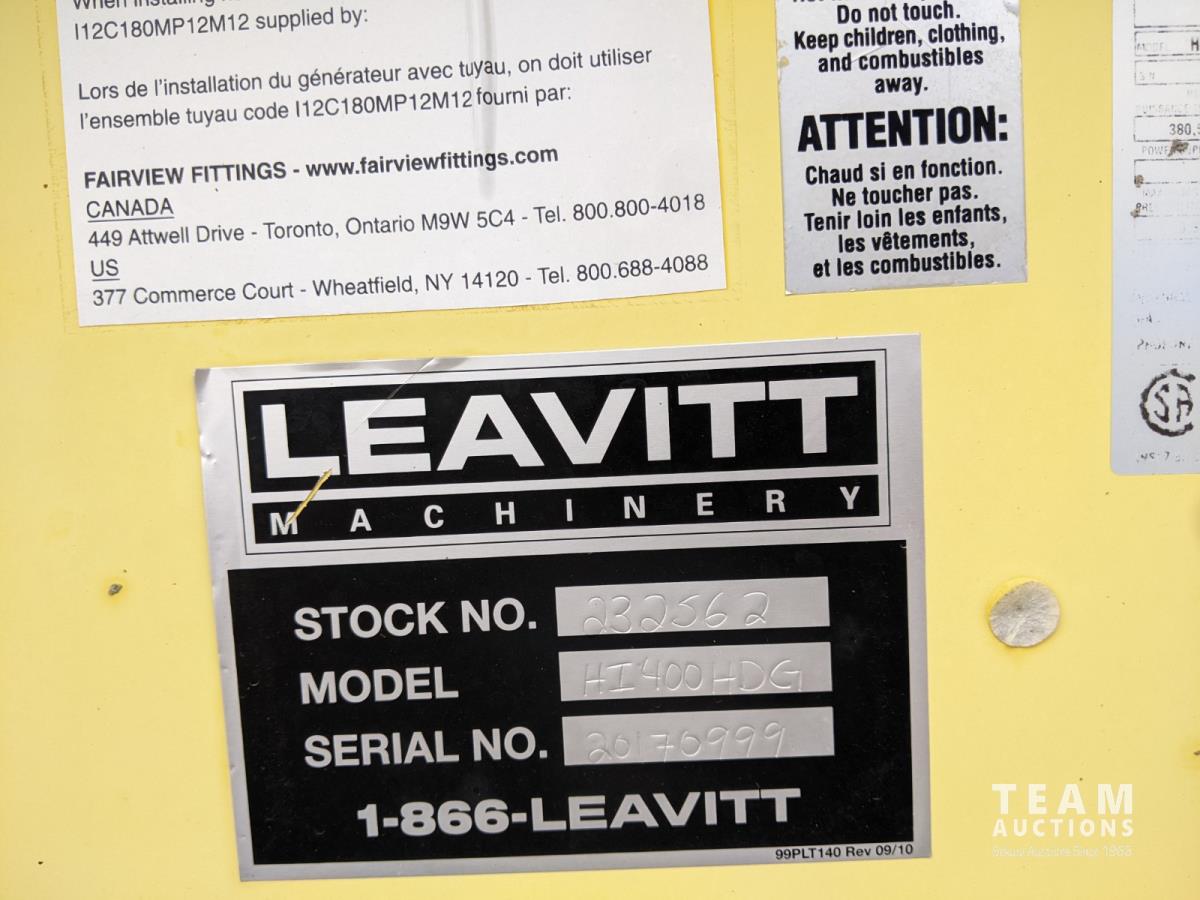 I12C180MP12M12 supplied by:
Lors de l'installation du générateur avec tuyau, on doit utiliser
l'ensemble tuyau code I12C180MP12M12 fourni par:
FAIRVIEW FITTINGS - www.fairviewfittings.com
CANADA
449 Attwell Drive - Toronto, Ontario M9W 5C4 - Tel. 800.800-4018
US
377 Commerce Court - Wheatfield, NY 14120 - Tel. 800.688-4088
Do not touch.
Keep children, clothing,
and combustibles
away.
ATTENTION:
Chaud si en fonction.
Ne toucher pas.
Tenir loin les enfants,
les vêtements,
et les combustibles.
LEAVITT
MACHINERY
STOCK NO. 232562
MODEL HI400HDG
SERIAL NO. 20170999
1-866-LEAVITT
99PLT140 Rev 09/10
TEAM
AUCTIONS